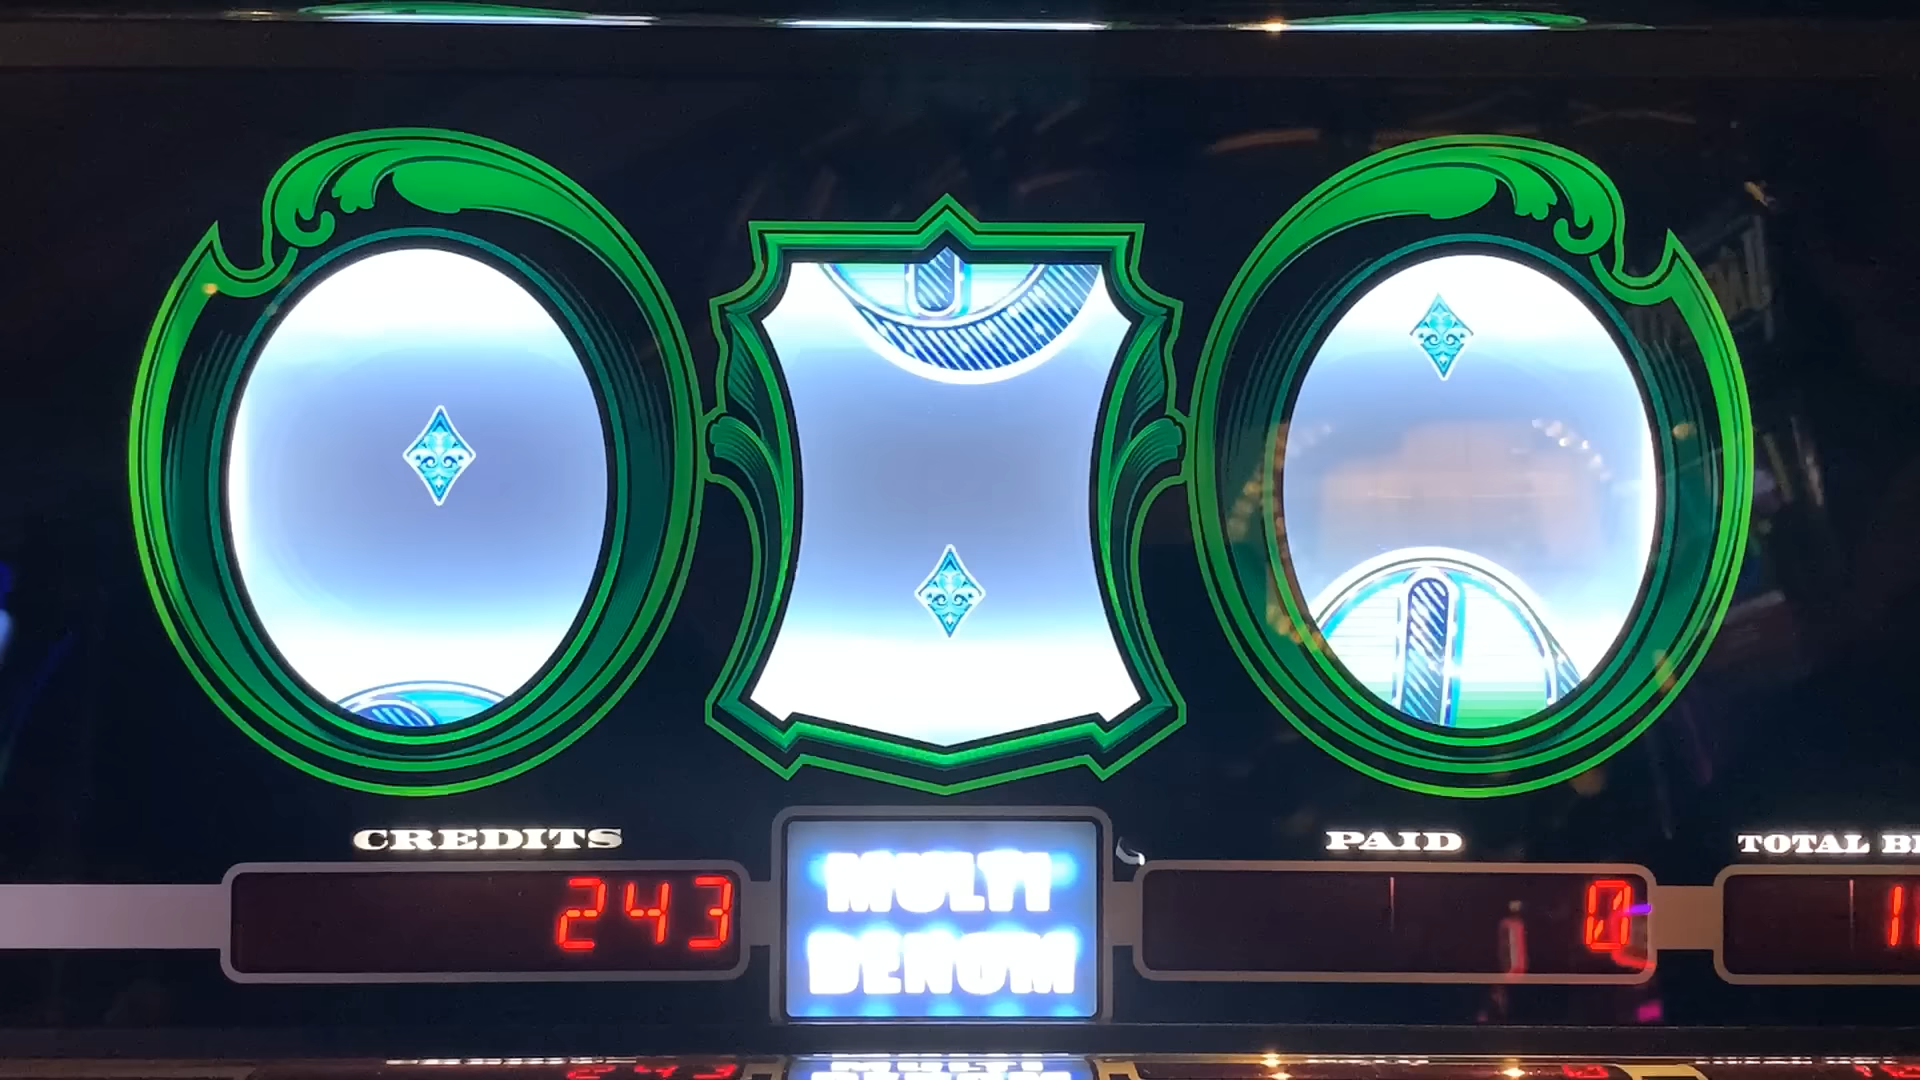 CREDITS
243
MULTI
DENOM
PAID
0
TOTAL